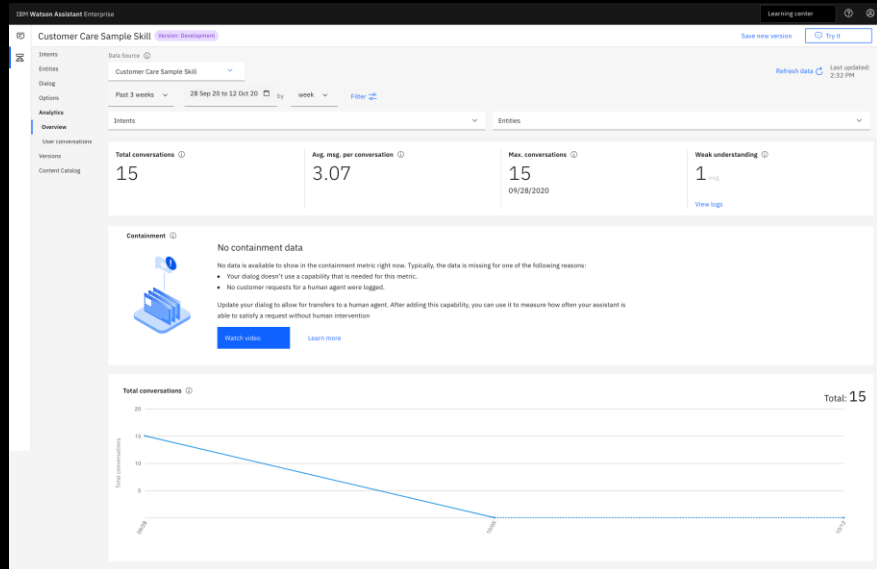 IBM Watson Assistant Enterprise
Learning center
Customer Care Sample Skill
Version: Development
Save new version
Try it
Intents
Entities
Dialog
Options
Analytics
Overview
User conversations
Versions
Content Catalog
Data Source
Customer Care Sample Skill
Refresh data
Last updated:
2:32 PM
Past 3 weeks
28 Sep 20 to 12 Oct 20
by
week
Filter
Intents
Entities
Total conversations
15
Avg. msg. per conversation
3.07
Max. conversations
15
09/28/2020
Weak understanding
1 msg.
View logs
Containment
No containment data
No data is available to show in the containment metric right now. Typically, the data is missing for one of the following reasons:
• Your dialog doesn't use a capability that is needed for this metric.
• No customer requests for a human agent were logged.
Update your dialog to allow for transfers to a human agent. After adding this capability, you can use it to measure how often your assistant is
able to satisfy a request without human intervention
Watch video
Learn more
Total conversations
Total: 15
Total conversations
20
15
10
5
09/28
10/05
10/12